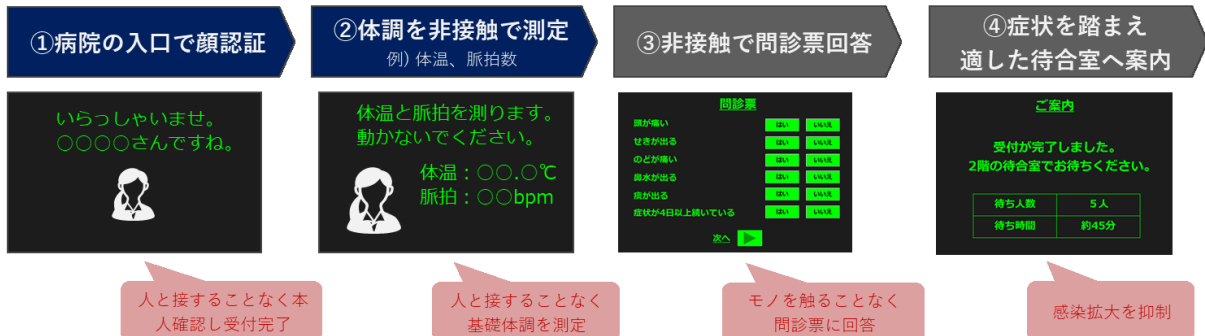 ①病院の入口で顔認証
②体調を非接触で測定
例) 体温、脈拍数
③非接触で問診票回答
④症状を踏まえ
適した待合室へ案内
いらっしゃいませ。
○○○○さんですね。
体温と脈拍を測ります。
動かないでください。
体温：○○.○℃
脈拍：○○bpm
問診票
頭が痛い はい いいえ
せきが出る はい いいえ
のどが痛い はい いいえ
鼻水が出る はい いいえ
痰が出る はい いいえ
症状が4日以上続いている はい いいえ
次へ
ご案内
受付が完了しました。
2階の待合室でお待ちください。
待ち人数 5人
待ち時間 約45分
人と接することなく本
人確認し受付完了
人と接することなく
基礎体調を測定
モノを触ることなく
問診票に回答
感染拡大を抑制